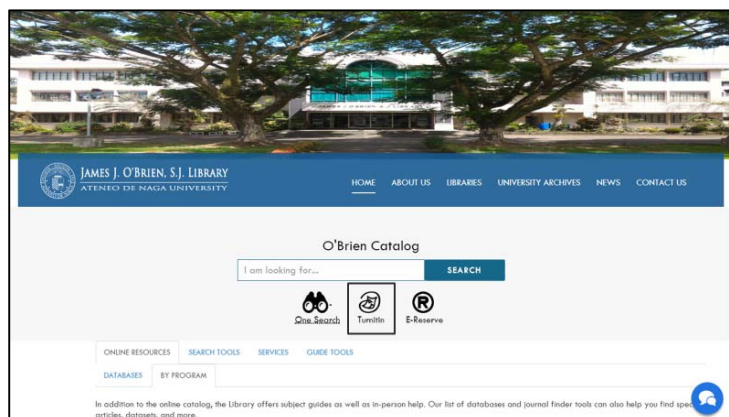 JAMES J. O'BRIEN, S.J. LIBRARY
ATENEO DE NAGA UNIVERSITY
HOME ABOUT US LIBRARIES UNIVERSITY ARCHIVES NEWS CONTACT US
O'Brien Catalog
I am looking for... SEARCH
One Search Turnitin E-Reserve
ONLINE RESOURCES SEARCH TOOLS SERVICES GUIDE TOOLS
DATABASES BY PROGRAM
In addition to the online catalog, the Library offers subject guides as well as in-person help. Our list of databases and journal finder tools can also help you find
articles, datasets, and more.